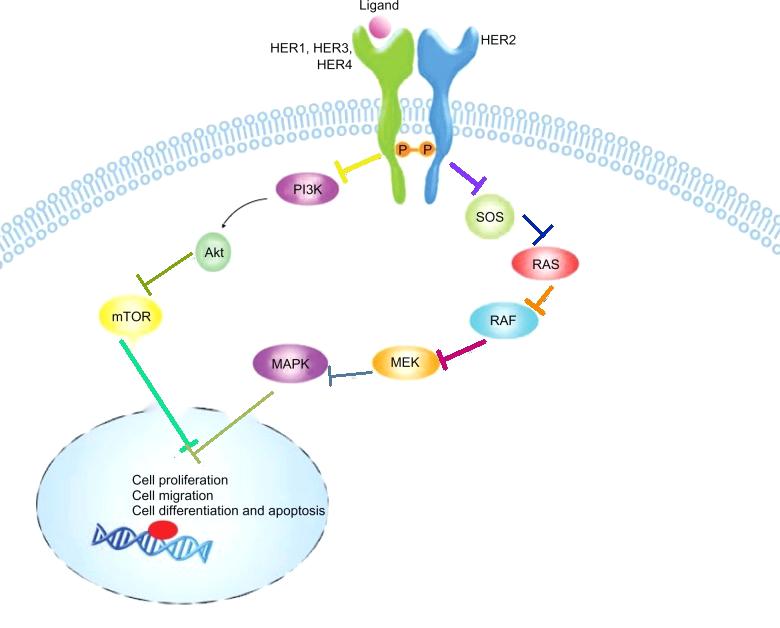 Ligand
HER1, HER3,
HER4
HER2
P
P
PI3K
SOS
Akt
RAS
mTOR
RAF
MAPK
MEK
Cell proliferation
Cell migration
Cell differentiation and apoptosis